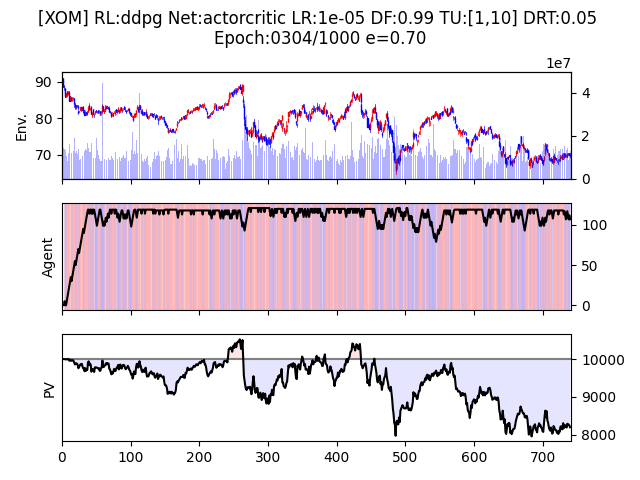 [XOM] RL:ddpg Net:actorcritic LR:1e-05 DF:0.99 TU:[1,10] DRT:0.05
Epoch:0304/1000 e=0.70
1e7
Env.
90
80
70
4
2
0
Agent
100
50
0
PV
10000
9000
8000
0 100 200 300 400 500 600 700